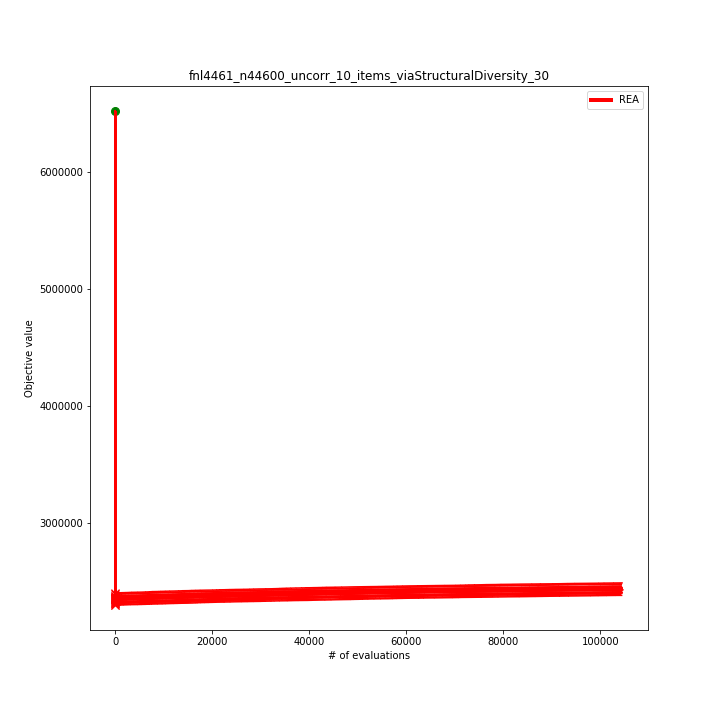 fnl4461_n44600_uncorr_10_items_viaStructuralDiversity_30
REA
6000000
5000000
4000000
3000000
Objective value
0 20000 40000 60000 80000 100000
# of evaluations